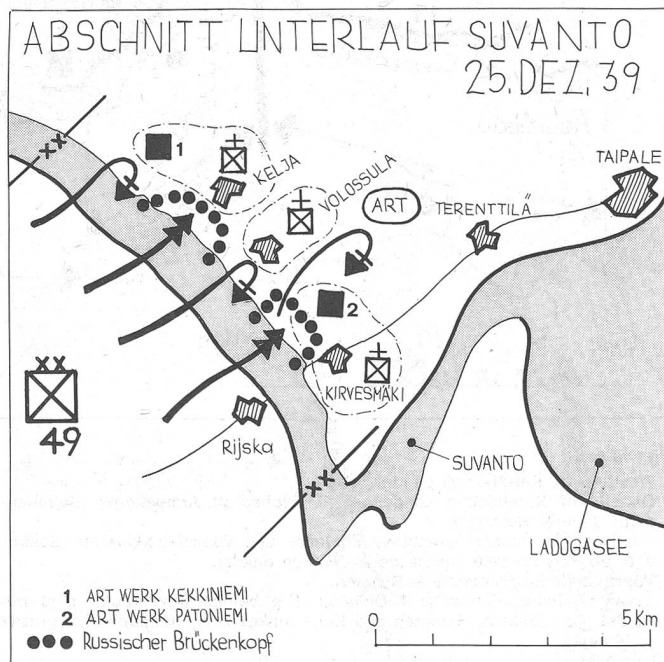 ABSCHNITT UNTERLAUF SUVANTO
25. DEZ. 39
1
KELJA
VOLOSSULA
ART
TERENTTILÄ
TAIPALE
2
KIRVESMÄKI
XX
49
Rijska
SUVANTO
LADOGASEE
1 ART WERK KEKKINIEMI
2 ART WERK PATONIEMI
Russischer Brückenkopf
0 5 Km